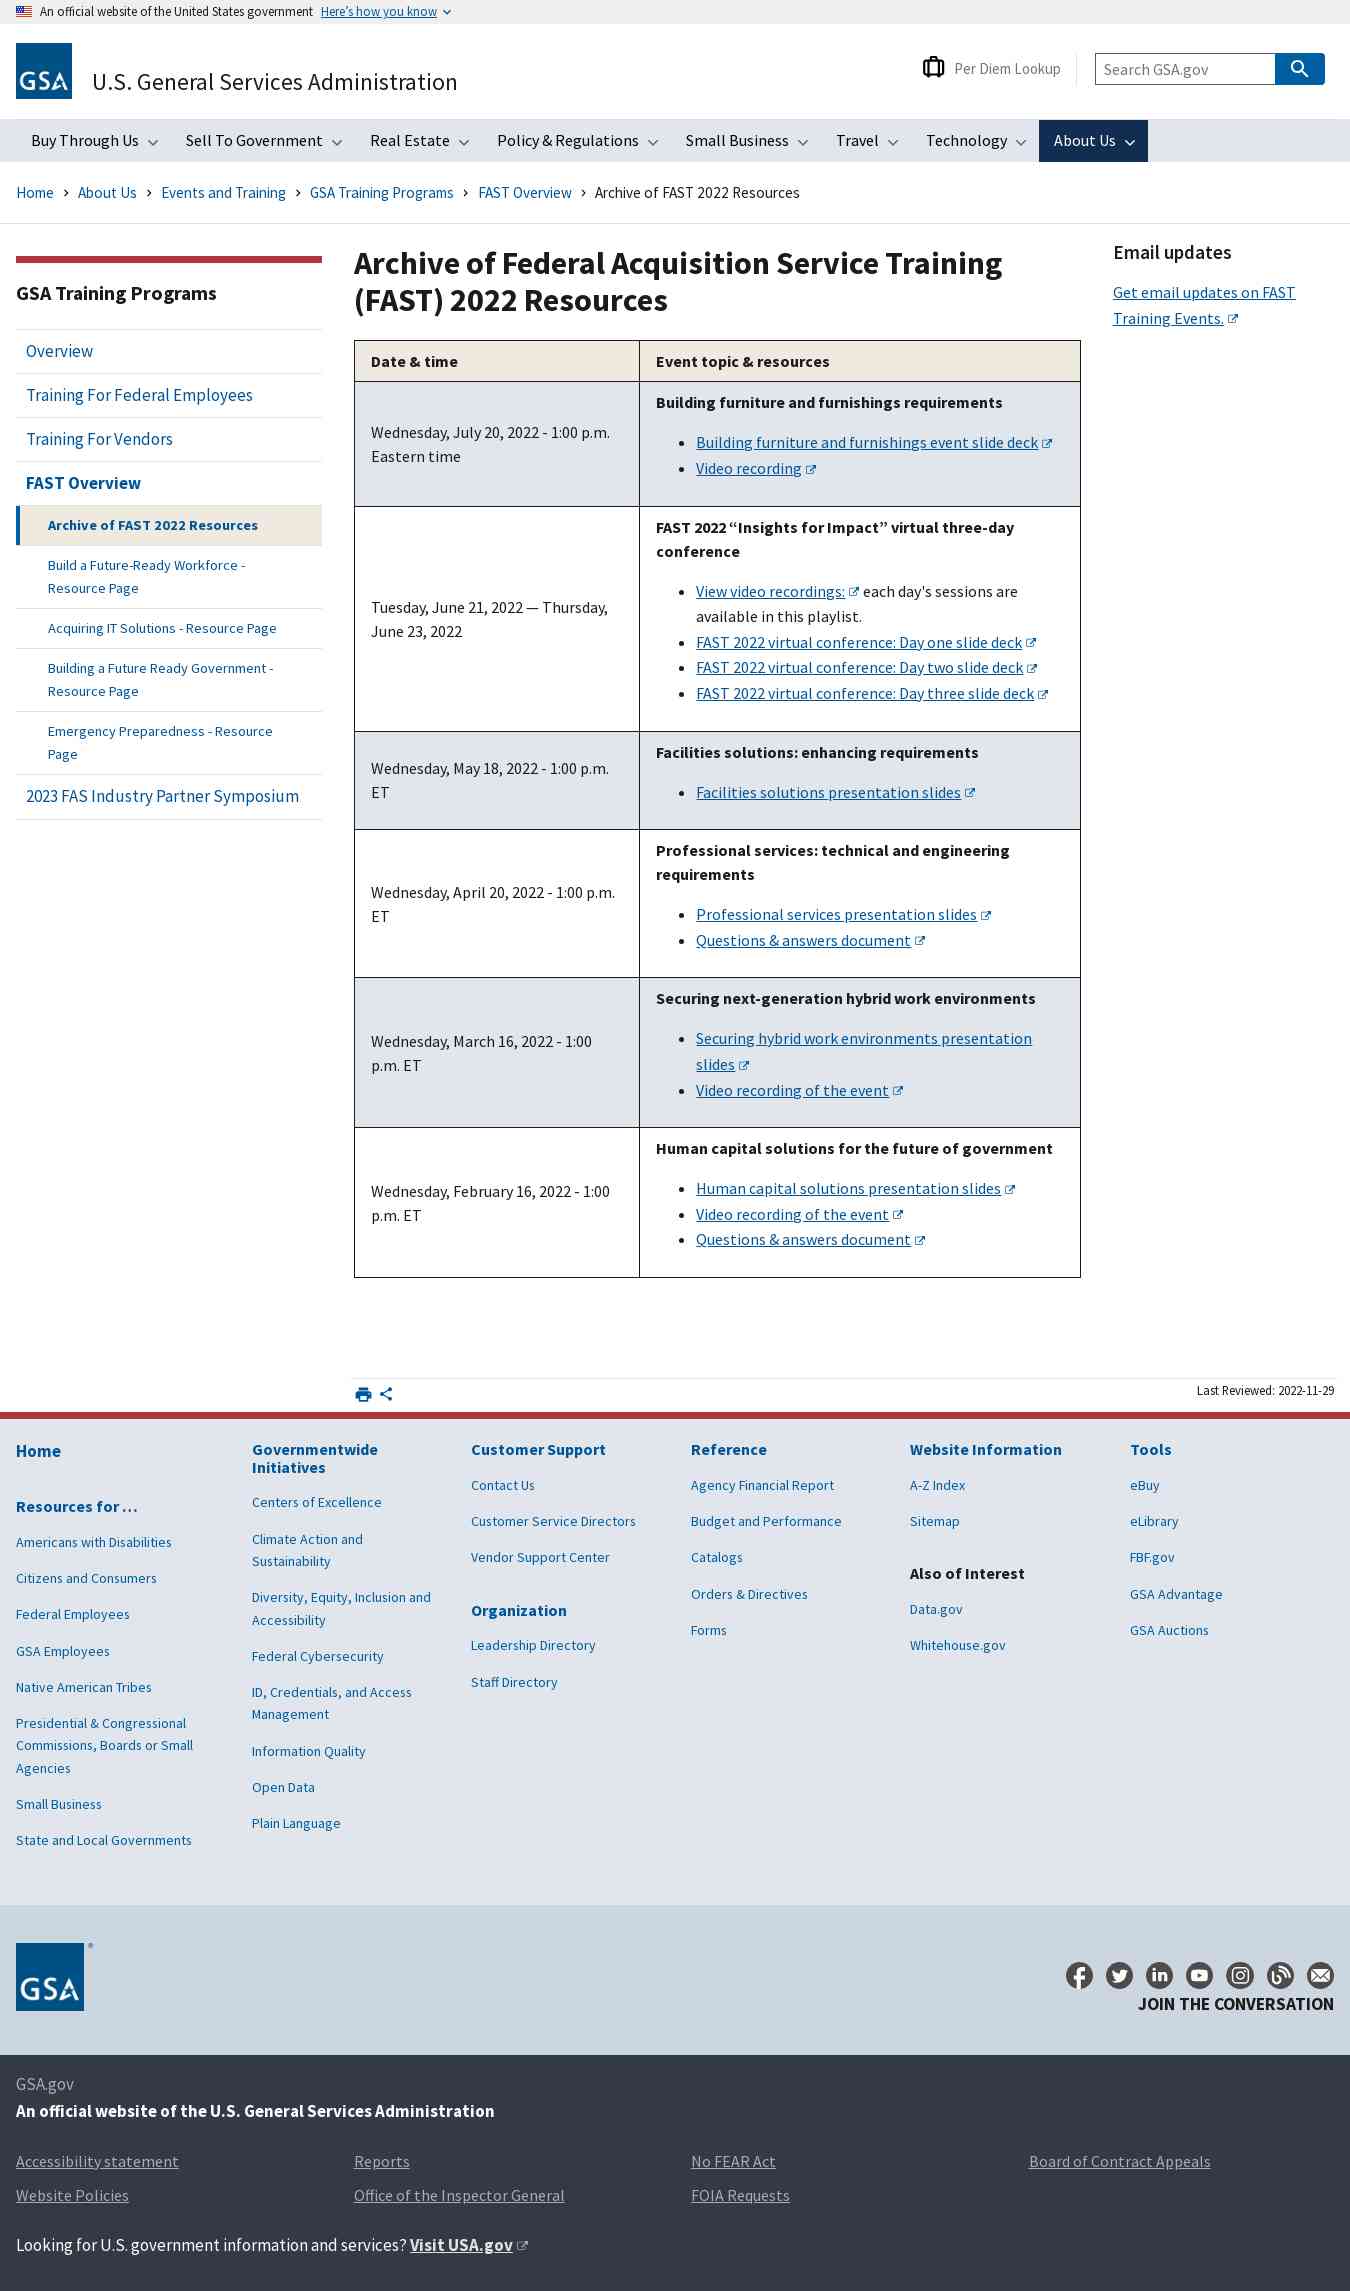 An official website of the United States government Here's how you know
GSA
U.S. General Services Administration
Per Diem Lookup
Search GSA.gov
Buy Through Us Sell To Government Real Estate Policy & Regulations Small Business Travel Technology About Us
Home About Us Events and Training GSA Training Programs FAST Overview Archive of FAST 2022 Resources
GSA Training Programs
Overview
Training For Federal Employees
Training For Vendors
FAST Overview
Archive of FAST 2022 Resources
Build a Future-Ready Workforce -
Resource Page
Acquiring IT Solutions - Resource Page
Building a Future Ready Government -
Resource Page
Emergency Preparedness - Resource
Page
2023 FAS Industry Partner Symposium
Archive of Federal Acquisition Service Training
(FAST) 2022 Resources
Date & time
Event topic & resources
Wednesday, July 20, 2022 - 1:00 p.m.
Eastern time
Building furniture and furnishings requirements
Building furniture and furnishings event slide deck
Video recording
Tuesday, June 21, 2022 — Thursday,
June 23, 2022
FAST 2022 “Insights for Impact” virtual three-day
conference
View video recordings: each day's sessions are
available in this playlist.
FAST 2022 virtual conference: Day one slide deck
FAST 2022 virtual conference: Day two slide deck
FAST 2022 virtual conference: Day three slide deck
Wednesday, May 18, 2022 - 1:00 p.m.
ET
Facilities solutions: enhancing requirements
Facilities solutions presentation slides
Wednesday, April 20, 2022 - 1:00 p.m.
ET
Professional services: technical and engineering
requirements
Professional services presentation slides
Questions & answers document
Wednesday, March 16, 2022 - 1:00
p.m. ET
Securing next-generation hybrid work environments
Securing hybrid work environments presentation
slides
Video recording of the event
Wednesday, February 16, 2022 - 1:00
p.m. ET
Human capital solutions for the future of government
Human capital solutions presentation slides
Video recording of the event
Questions & answers document
Email updates
Get email updates on FAST
Training Events.
Last Reviewed: 2022-11-29
Home
Resources for …
Americans with Disabilities
Citizens and Consumers
Federal Employees
GSA Employees
Native American Tribes
Presidential & Congressional
Commissions, Boards or Small
Agencies
Small Business
State and Local Governments
Governmentwide
Initiatives
Centers of Excellence
Climate Action and
Sustainability
Diversity, Equity, Inclusion and
Accessibility
Federal Cybersecurity
ID, Credentials, and Access
Management
Information Quality
Open Data
Plain Language
Customer Support
Contact Us
Customer Service Directors
Vendor Support Center
Organization
Leadership Directory
Staff Directory
Reference
Agency Financial Report
Budget and Performance
Catalogs
Orders & Directives
Forms
Website Information
A-Z Index
Sitemap
Also of Interest
Data.gov
Whitehouse.gov
Tools
eBuy
eLibrary
FBF.gov
GSA Advantage
GSA Auctions
GSA
JOIN THE CONVERSATION
GSA.gov
An official website of the U.S. General Services Administration
Accessibility statement Reports No FEAR Act Board of Contract Appeals
Website Policies Office of the Inspector General FOIA Requests
Looking for U.S. government information and services? Visit USA.gov